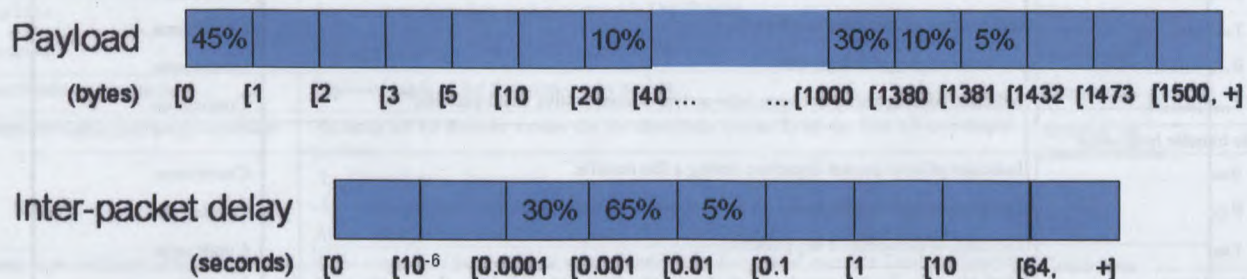 Payload 45% 10% 30% 10% 5%
(bytes) [0 [1 [2 [3 [5 [10 [20 [40 ... ... [1000 [1380 [1381 [1432 [1473 [1500, +]
Inter-packet delay 30% 65% 5%
(seconds) [0 [10⁻⁶ [0.0001 [0.001 [0.01 [0.1 [1 [10 [64, +]